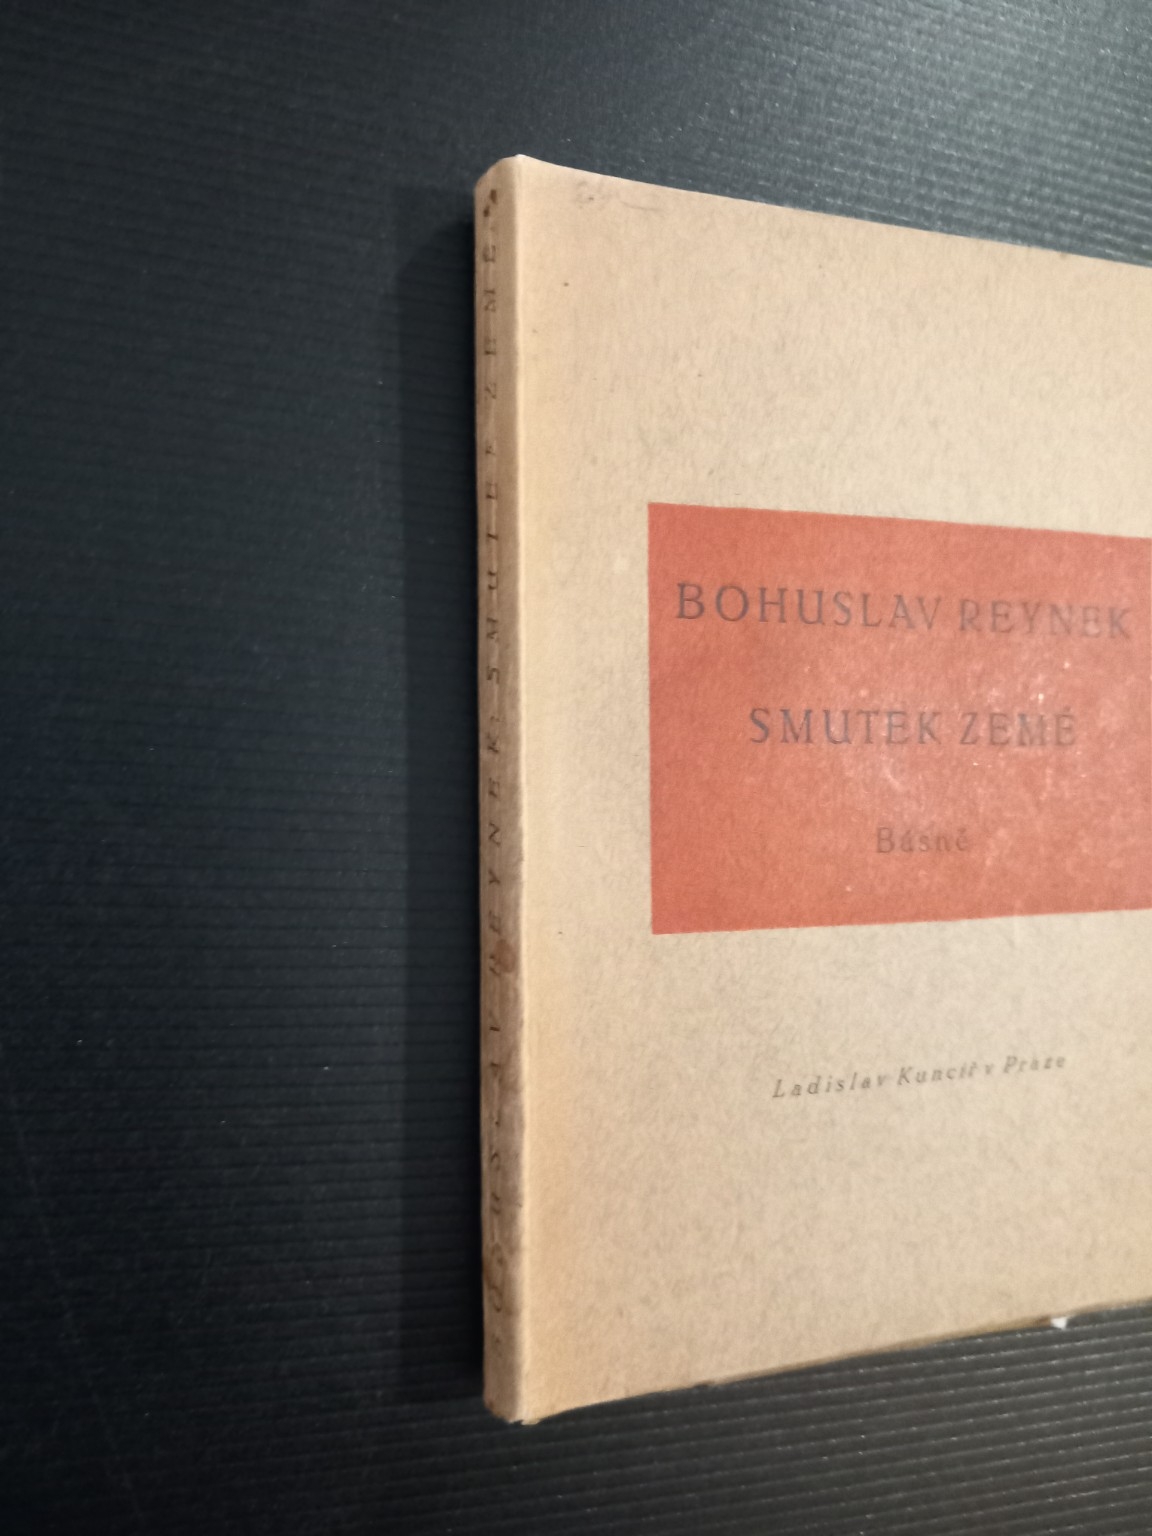 BOHUSLAV REYNEK
SMUTEK ZEMĚ
Básně
Ladislav Kuncíř v Praze
BOHUSLAV REYNEK: SMUTEK ZEMĚ